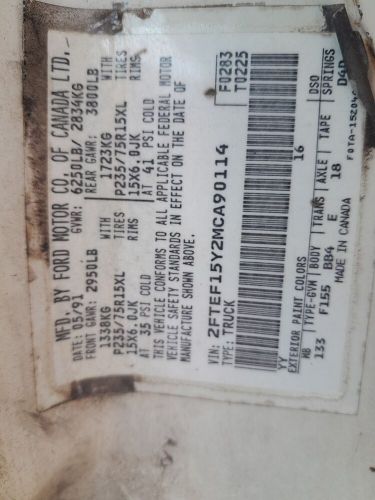 MFD. BY FORD MOTOR CO. OF CANADA LTD.
DATE: 05/91 GVWR: 6250LB/ 2834KG
FRONT GAWR: 2950LB REAR GAWR: 3800LB
1338KG WITH 1723KG WITH
P235/75R15XL TIRES P235/75R15XL TIRES
15X6.0JK RIMS 15X6.0JK RIMS
AT 35 PSI COLD AT 41 PSI COLD
THIS VEHICLE CONFORMS TO ALL APPLICABLE FEDERAL MOTOR
VEHICLE SAFETY STANDARDS IN EFFECT ON THE DATE OF
MANUFACTURE SHOWN ABOVE.
VIN: 2FTEF15Y2MCA90114 F0283
TYPE: TRUCK T0225
YY 16
EXTERIOR PAINT COLORS DSO
WB TYPE-GVW BODY TRANS AXLE TAPE SPRINGS
133 F155 BB4 E 18 D4D
MADE IN CANADA